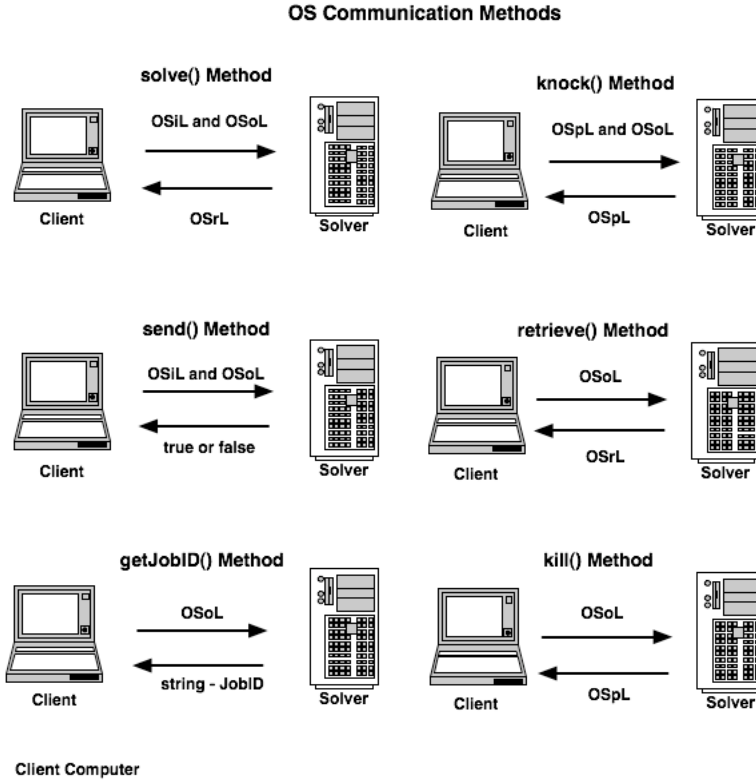 OS Communication Methods
solve() Method
OSiL and OSoL
OSrL
Client
Solver
knock() Method
OSpL and OSoL
OSpL
Client
Solver
send() Method
OSiL and OSoL
true or false
Client
Solver
retrieve() Method
OSoL
OSrL
Client
Solver
getJobID() Method
OSoL
string - JobID
Client
Solver
kill() Method
OSoL
OSpL
Client
Solver
Client Computer